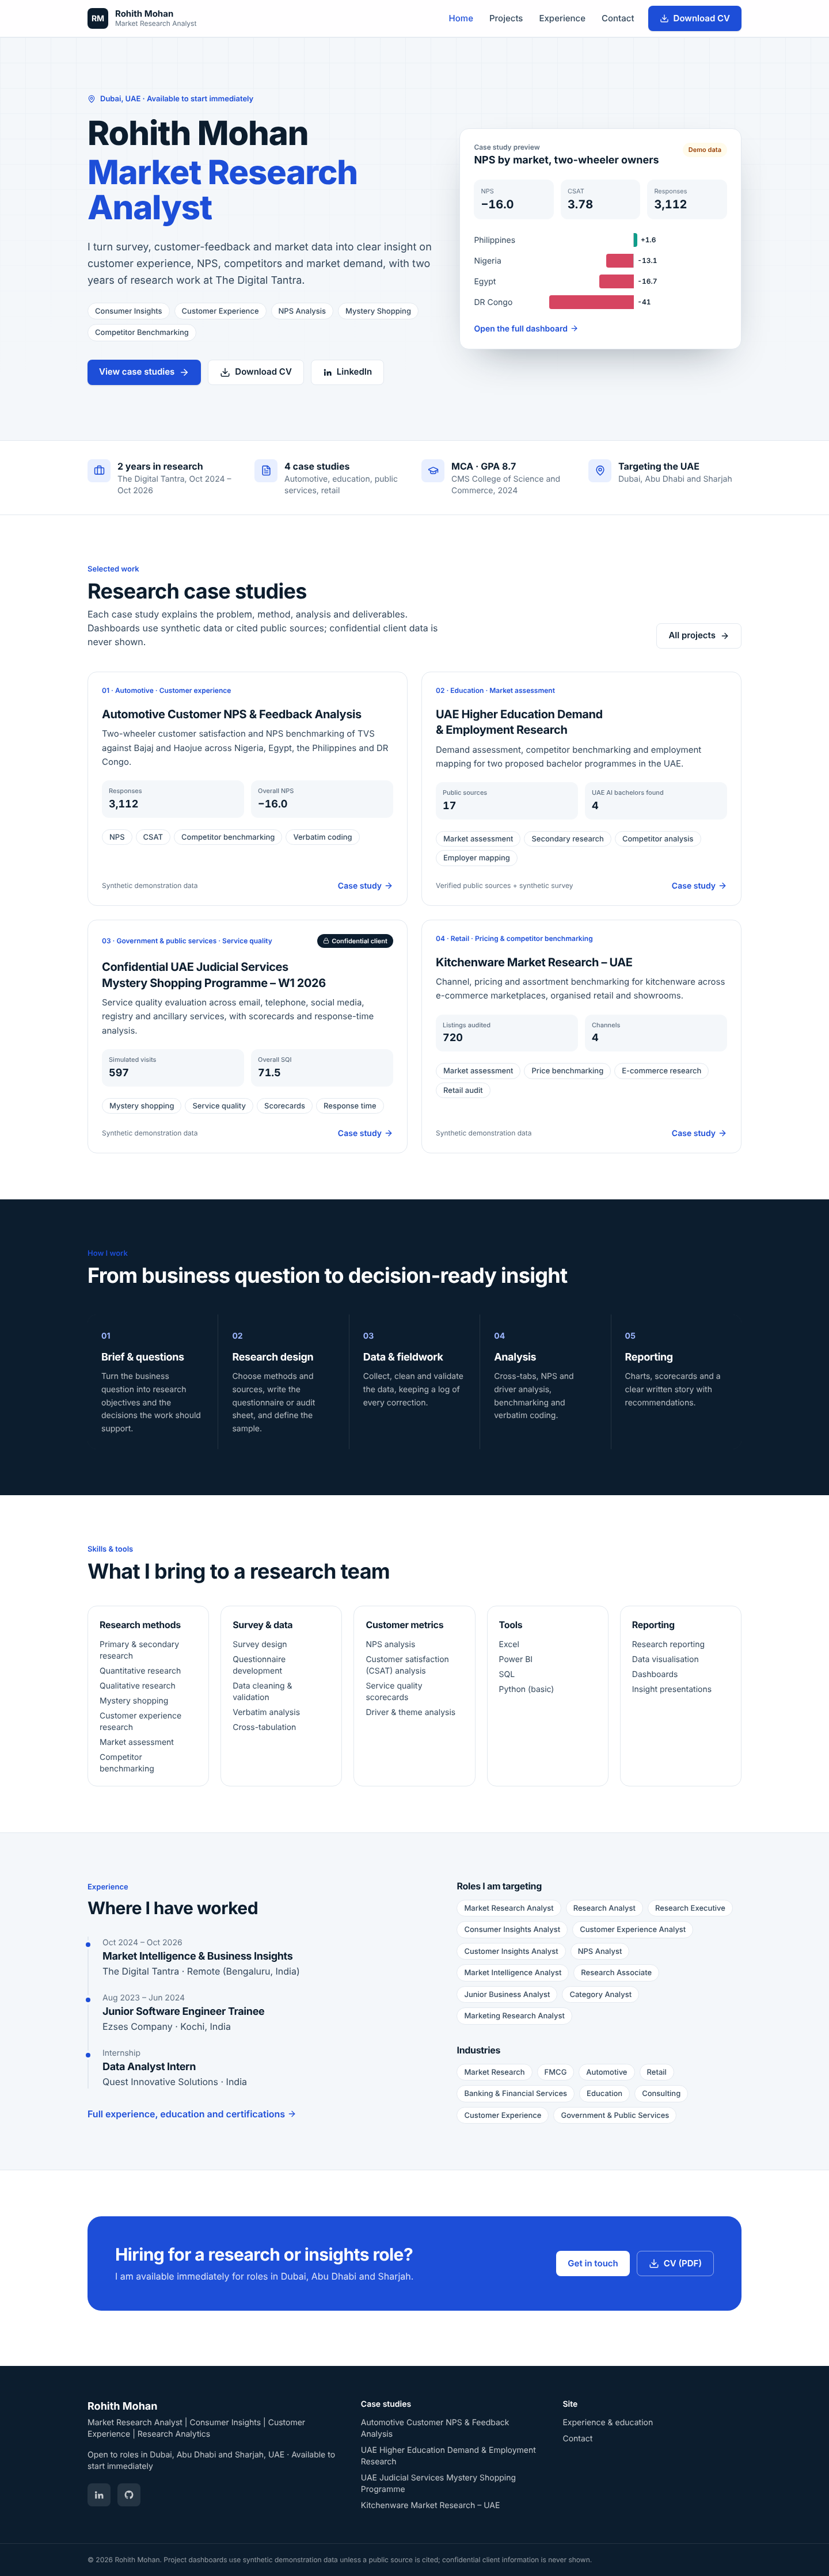 RM
Rohith Mohan
Market Research Analyst
Home
Projects
Experience
Contact
Download CV
Dubai, UAE · Available to start immediately
Rohith Mohan
Market Research
Analyst
I turn survey, customer-feedback and market data into clear insight on
customer experience, NPS, competitors and market demand, with two
years of research work at The Digital Tantra.
Consumer Insights
Customer Experience
NPS Analysis
Mystery Shopping
Competitor Benchmarking
View case studies
Download CV
LinkedIn
Case study preview
NPS by market, two-wheeler owners
Demo data
NPS
−16.0
CSAT
3.78
Responses
3,112
Philippines
+1.6
Nigeria
-13.1
Egypt
-16.7
DR Congo
-41
Open the full dashboard
2 years in research
The Digital Tantra, Oct 2024 –
Oct 2026
4 case studies
Automotive, education, public
services, retail
MCA · GPA 8.7
CMS College of Science and
Commerce, 2024
Targeting the UAE
Dubai, Abu Dhabi and Sharjah
Selected work
Research case studies
Each case study explains the problem, method, analysis and deliverables.
Dashboards use synthetic data or cited public sources; confidential client data is
never shown.
All projects
01 · Automotive · Customer experience
Automotive Customer NPS & Feedback Analysis
Two-wheeler customer satisfaction and NPS benchmarking of TVS
against Bajaj and Haojue across Nigeria, Egypt, the Philippines and DR
Congo.
Responses
3,112
Overall NPS
−16.0
NPS
CSAT
Competitor benchmarking
Verbatim coding
Synthetic demonstration data
Case study
02 · Education · Market assessment
UAE Higher Education Demand
& Employment Research
Demand assessment, competitor benchmarking and employment
mapping for two proposed bachelor programmes in the UAE.
Public sources
17
UAE AI bachelors found
4
Market assessment
Secondary research
Competitor analysis
Employer mapping
Verified public sources + synthetic survey
Case study
03 · Government & public services · Service quality
Confidential client
Confidential UAE Judicial Services
Mystery Shopping Programme – W1 2026
Service quality evaluation across email, telephone, social media,
registry and ancillary services, with scorecards and response-time
analysis.
Simulated visits
597
Overall SQI
71.5
Mystery shopping
Service quality
Scorecards
Response time
Synthetic demonstration data
Case study
04 · Retail · Pricing & competitor benchmarking
Kitchenware Market Research – UAE
Channel, pricing and assortment benchmarking for kitchenware across
e-commerce marketplaces, organised retail and showrooms.
Listings audited
720
Channels
4
Market assessment
Price benchmarking
E-commerce research
Retail audit
Synthetic demonstration data
Case study
How I work
From business question to decision-ready insight
01
Brief & questions
Turn the business
question into research
objectives and the
decisions the work should
support.
02
Research design
Choose methods and
sources, write the
questionnaire or audit
sheet, and define the
sample.
03
Data & fieldwork
Collect, clean and validate
the data, keeping a log of
every correction.
04
Analysis
Cross-tabs, NPS and
driver analysis,
benchmarking and
verbatim coding.
05
Reporting
Charts, scorecards and a
clear written story with
recommendations.
Skills & tools
What I bring to a research team
Research methods
Primary & secondary
research
Quantitative research
Qualitative research
Mystery shopping
Customer experience
research
Market assessment
Competitor
benchmarking
Survey & data
Survey design
Questionnaire
development
Data cleaning &
validation
Verbatim analysis
Cross-tabulation
Customer metrics
NPS analysis
Customer satisfaction
(CSAT) analysis
Service quality
scorecards
Driver & theme analysis
Tools
Excel
Power BI
SQL
Python (basic)
Reporting
Research reporting
Data visualisation
Dashboards
Insight presentations
Experience
Where I have worked
Oct 2024 – Oct 2026
Market Intelligence & Business Insights
The Digital Tantra · Remote (Bengaluru, India)
Aug 2023 – Jun 2024
Junior Software Engineer Trainee
Ezses Company · Kochi, India
Internship
Data Analyst Intern
Quest Innovative Solutions · India
Full experience, education and certifications
Roles I am targeting
Market Research Analyst
Research Analyst
Research Executive
Consumer Insights Analyst
Customer Experience Analyst
Customer Insights Analyst
NPS Analyst
Market Intelligence Analyst
Research Associate
Junior Business Analyst
Category Analyst
Marketing Research Analyst
Industries
Market Research
FMCG
Automotive
Retail
Banking & Financial Services
Education
Consulting
Customer Experience
Government & Public Services
Hiring for a research or insights role?
I am available immediately for roles in Dubai, Abu Dhabi and Sharjah.
Get in touch
CV (PDF)
Rohith Mohan
Market Research Analyst | Consumer Insights | Customer
Experience | Research Analytics
Open to roles in Dubai, Abu Dhabi and Sharjah, UAE · Available to
start immediately
in
Case studies
Automotive Customer NPS & Feedback
Analysis
UAE Higher Education Demand & Employment
Research
UAE Judicial Services Mystery Shopping
Programme
Kitchenware Market Research – UAE
Site
Experience & education
Contact
© 2026 Rohith Mohan. Project dashboards use synthetic demonstration data unless a public source is cited; confidential client information is never shown.